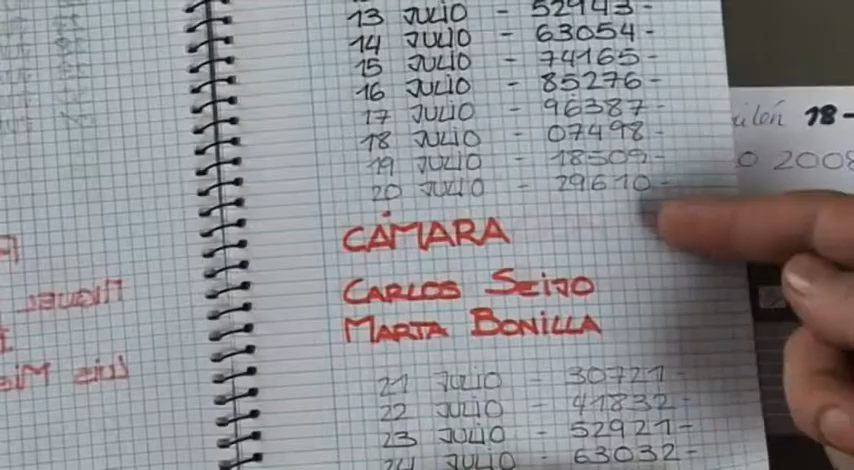 13 JULIO - 52943-
14 JULIO - 63054-
15 JULIO - 74165-
16 JULIO - 85276-
17 JULIO - 96387-
18 JULIO - 07498-
19 JULIO - 18509-
20 JULIO - 29610-
CÁMARA
CARLOS SEIJO
MARTA BONILLA
21 JULIO - 30721-
22 JULIO - 41832-
23 JULIO - 52921-
24 JULIO - 63032-
18-
2008